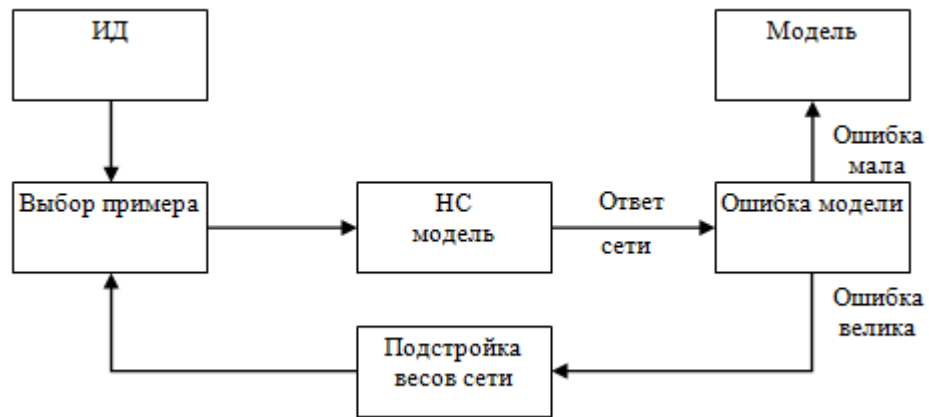 ИД
Модель
Ошибка
мала
Выбор примера
НС
модель
Ответ
сети
Ошибка модели
Ошибка
велика
Подстройка
весов сети